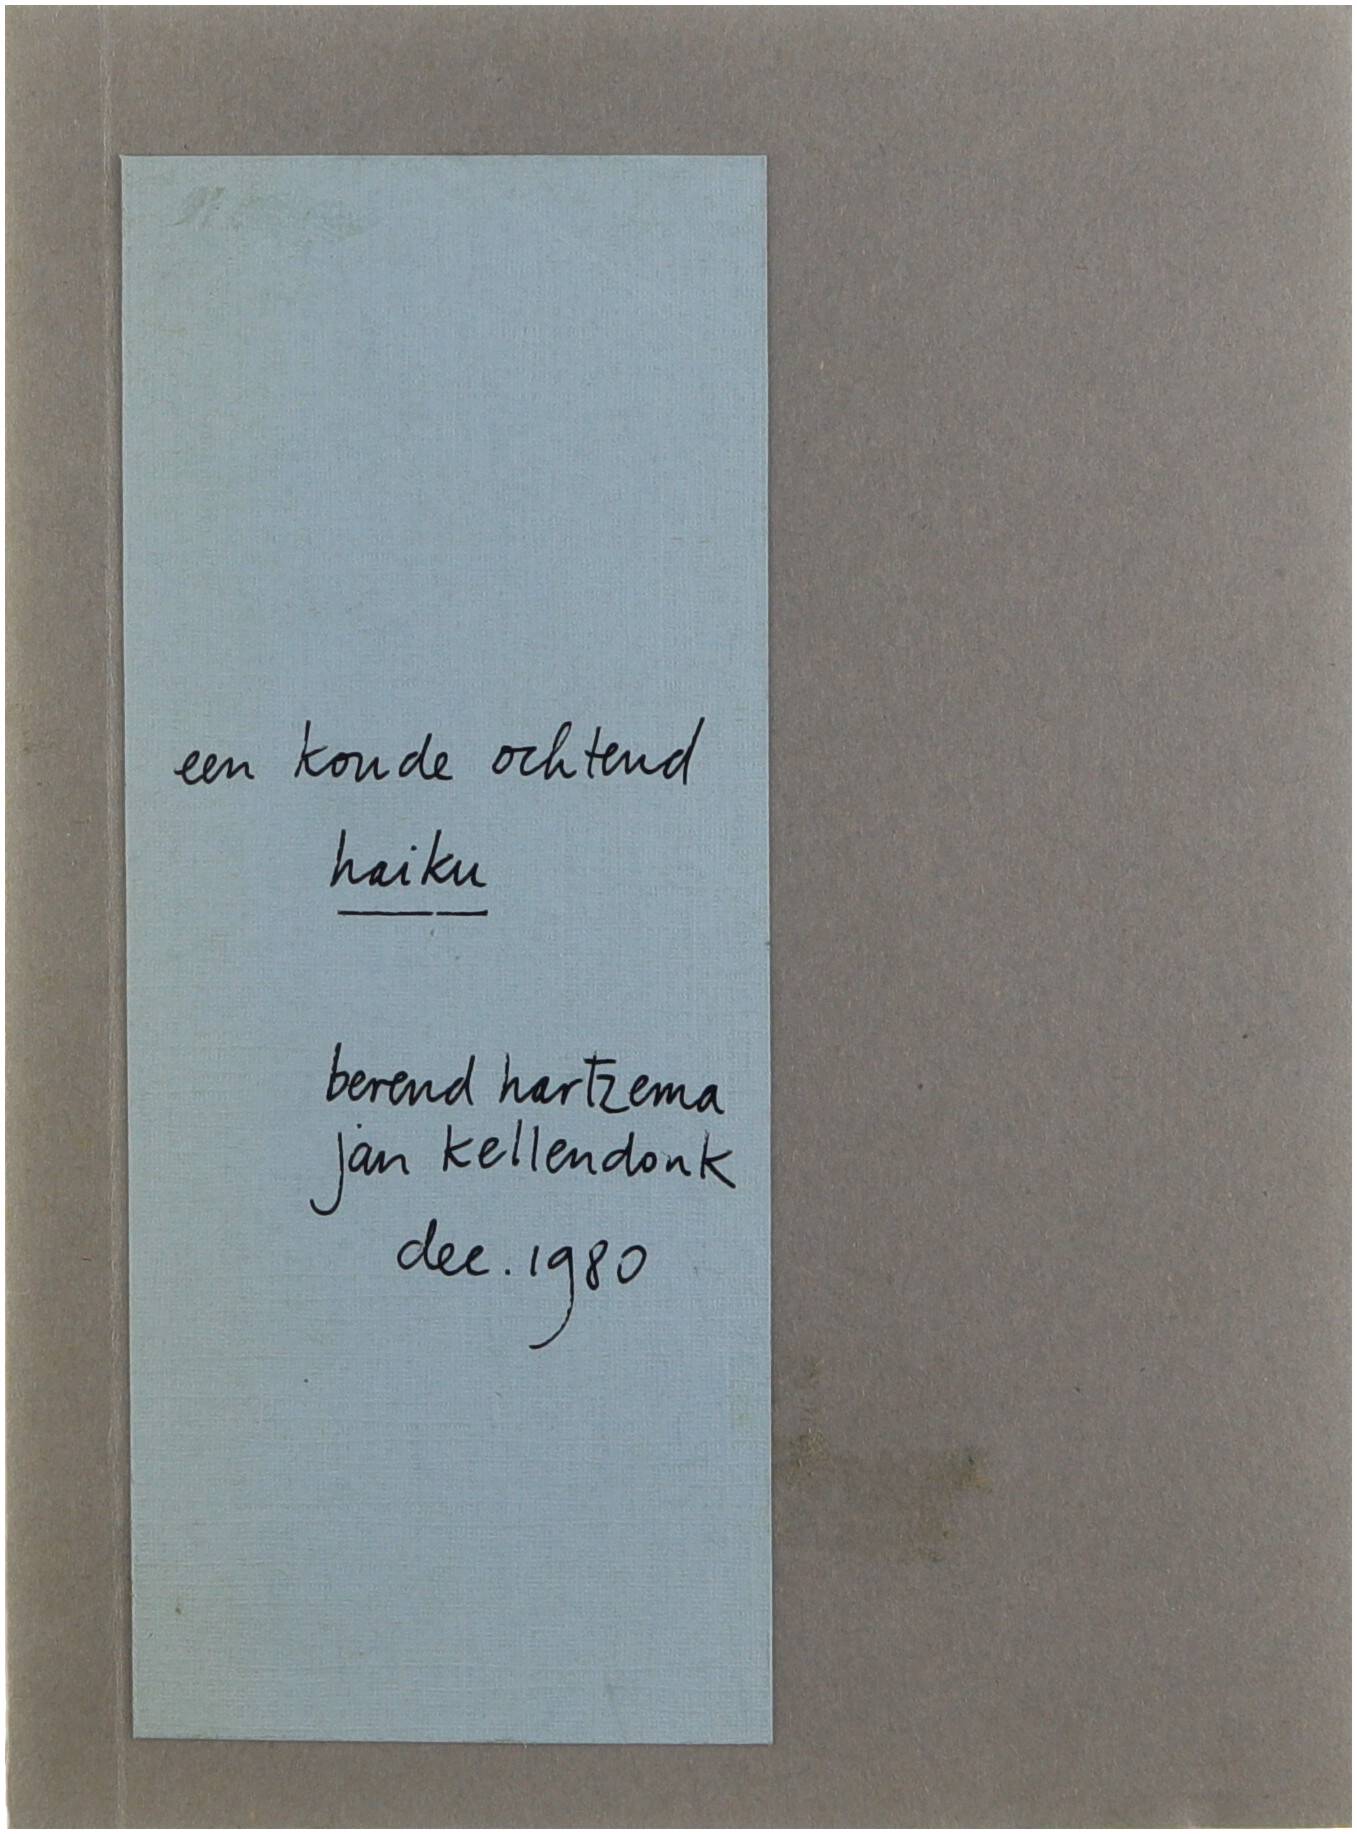 een koude ochtend
haiku
berend hartzema
jan kellendonk
dec. 1980